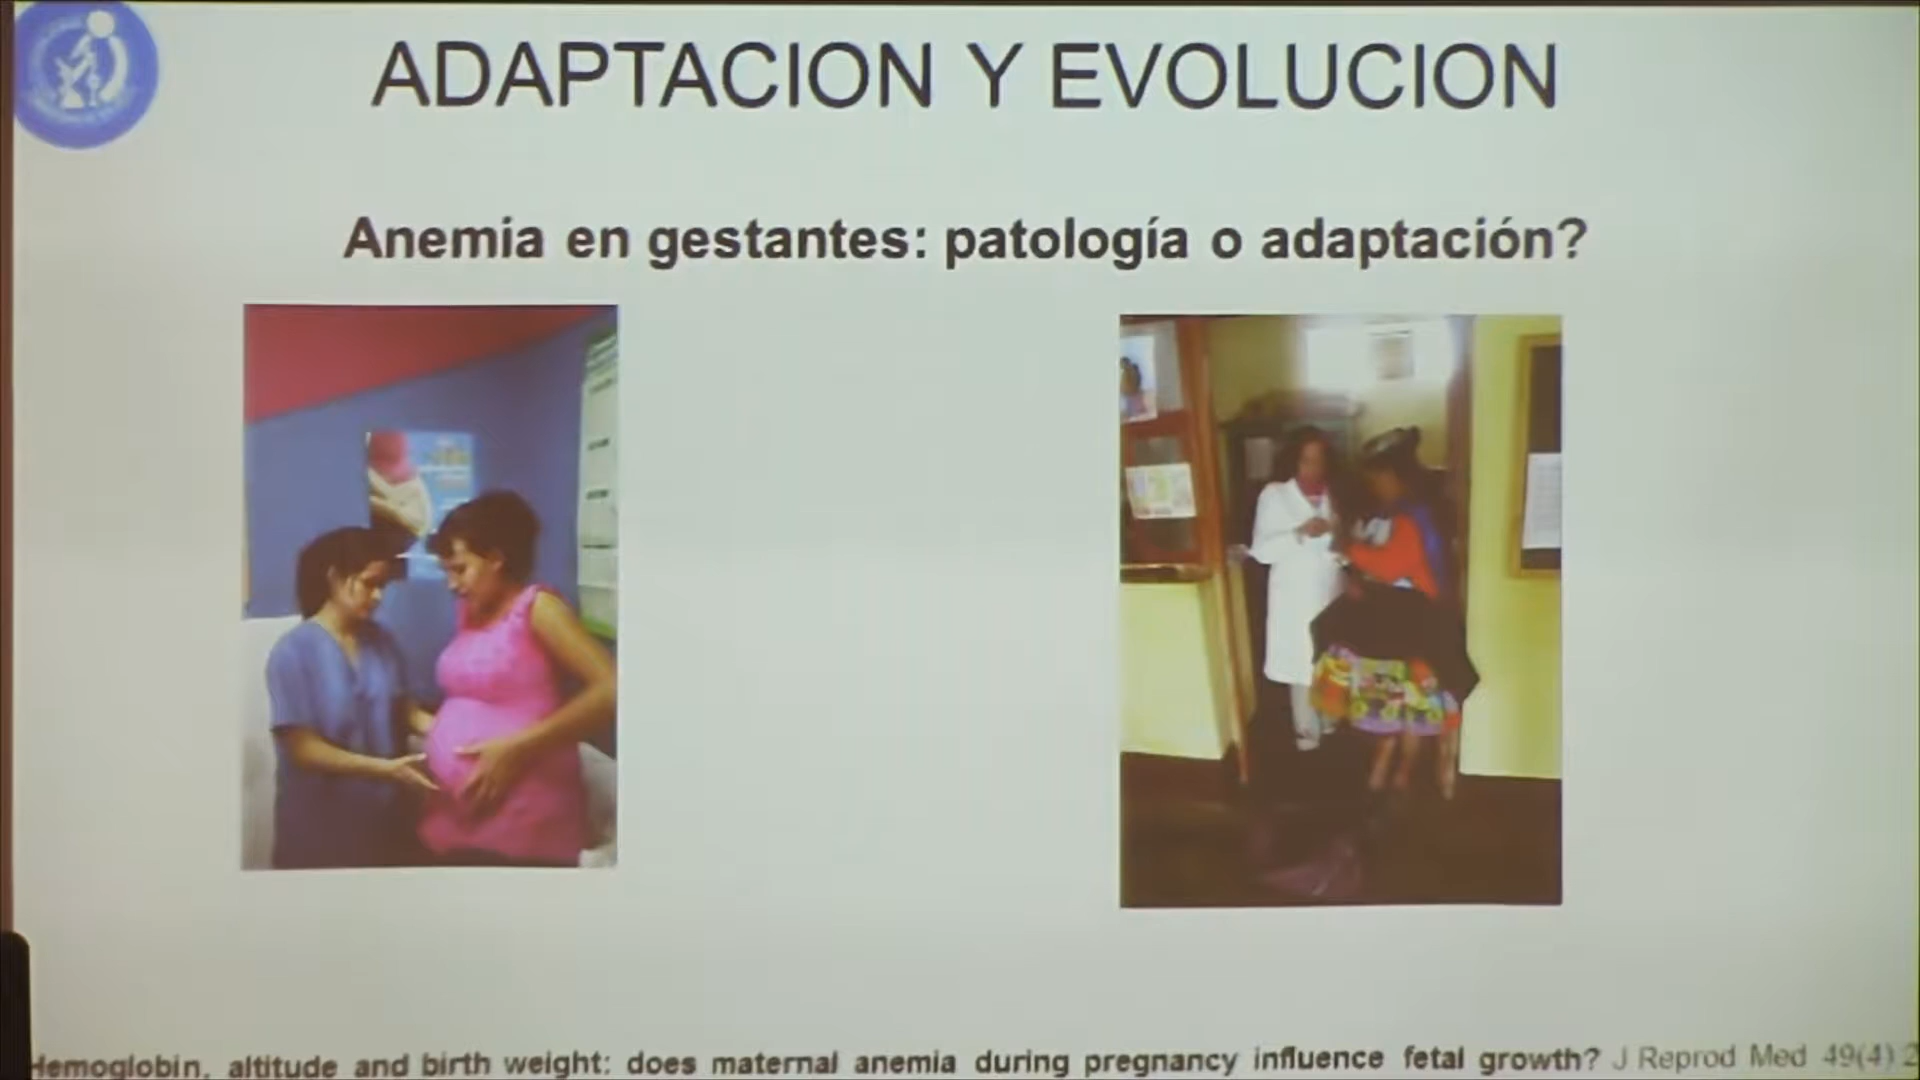 ADAPTACION Y EVOLUCION
Anemia en gestantes: patología o adaptación?
Hemoglobin, altitude and birth weight: does maternal anemia during pregnancy influence fetal growth? J Reprod Med 49(4)